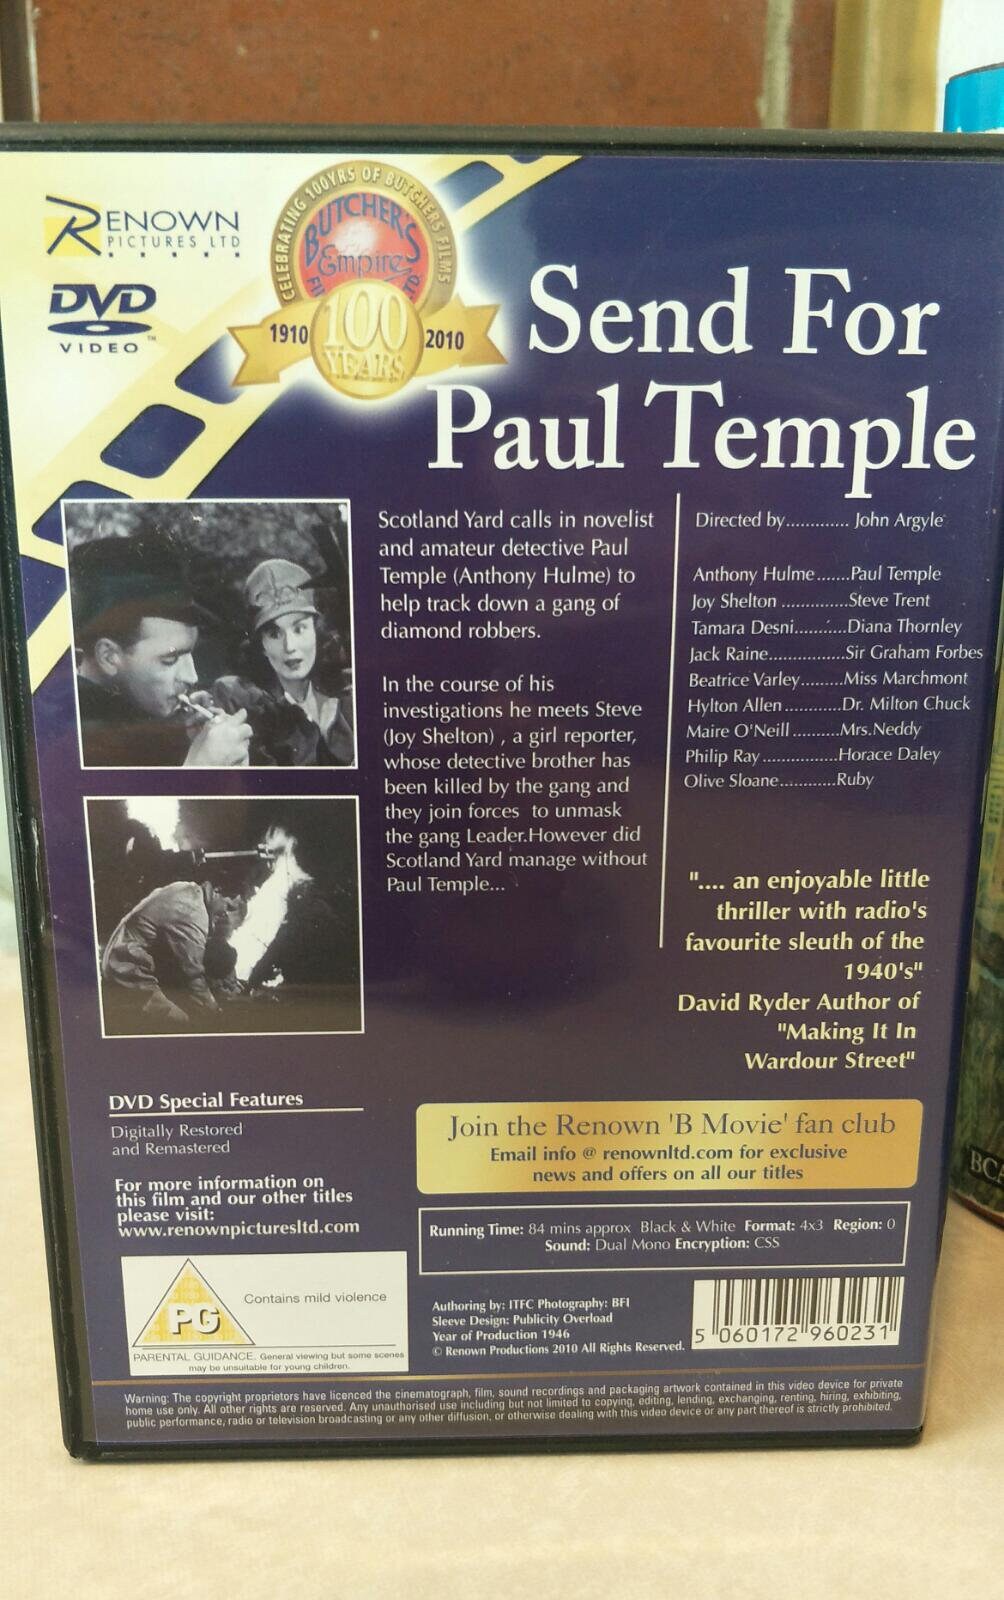 RENOWN
PICTURES LTD
DVD
VIDEO™
CELEBRATING 100YRS OF BUTCHERS FILMS
BUTCHER'S
Empire
1910
100
YEARS
2010
Send For
Paul Temple
Scotland Yard calls in novelist
and amateur detective Paul
Temple (Anthony Hulme) to
help track down a gang of
diamond robbers.
In the course of his
investigations he meets Steve
(Joy Shelton) , a girl reporter,
whose detective brother has
been killed by the gang and
they join forces to unmask
the gang Leader.However did
Scotland Yard manage without
Paul Temple...
Directed by............. John Argyle
Anthony Hulme.......Paul Temple
Joy Shelton ..............Steve Trent
Tamara Desni...........Diana Thornley
Jack Raine................Sir Graham Forbes
Beatrice Varley.........Miss Marchmont
Hylton Allen............Dr. Milton Chuck
Maire O'Neill ..........Mrs.Neddy
Philip Ray................Horace Daley
Olive Sloane............Ruby
".... an enjoyable little
thriller with radio's
favourite sleuth of the
1940's"
David Ryder Author of
"Making It In
Wardour Street"
DVD Special Features
Digitally Restored
and Remastered
For more information on
this film and our other titles
please visit:
www.renownpicturesltd.com
Join the Renown 'B Movie' fan club
Email info @ renownltd.com for exclusive
news and offers on all our titles
Running Time: 84 mins approx Black & White Format: 4x3 Region: 0
Sound: Dual Mono Encryption: CSS
PG
Contains mild violence
PARENTAL GUIDANCE. General viewing but some scenes
may be unsuitable for young children.
Authoring by: ITFC Photography: BFI
Sleeve Design: Publicity Overload
Year of Production 1946
© Renown Productions 2010 All Rights Reserved.
5 060172 960231
Warning: The copyright proprietors have licenced the cinematograph, film, sound recordings and packaging artwork contained in this video device for private
home use only. All other rights are reserved. Any unauthorised use including but not limited to copying, editing, lending, exchanging, renting, hiring, exhibiting,
public performance, radio or television broadcasting or any other diffusion, or otherwise dealing with this video device or any part thereof is strictly prohibited.